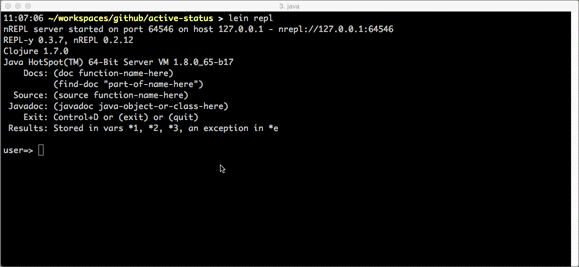 3. java
11:07:06 ~/workspaces/github/active-status > lein repl
nREPL server started on port 64546 on host 127.0.0.1 - nrepl://127.0.0.1:64546
REPL-y 0.3.7, nREPL 0.2.12
Clojure 1.7.0
Java HotSpot(TM) 64-Bit Server VM 1.8.0_65-b17
Docs: (doc function-name-here)
(find-doc "part-of-name-here")
Source: (source function-name-here)
Javadoc: (javadoc java-object-or-class-here)
Exit: Control+D or (exit) or (quit)
Results: Stored in vars *1, *2, *3, an exception in *e
user=>